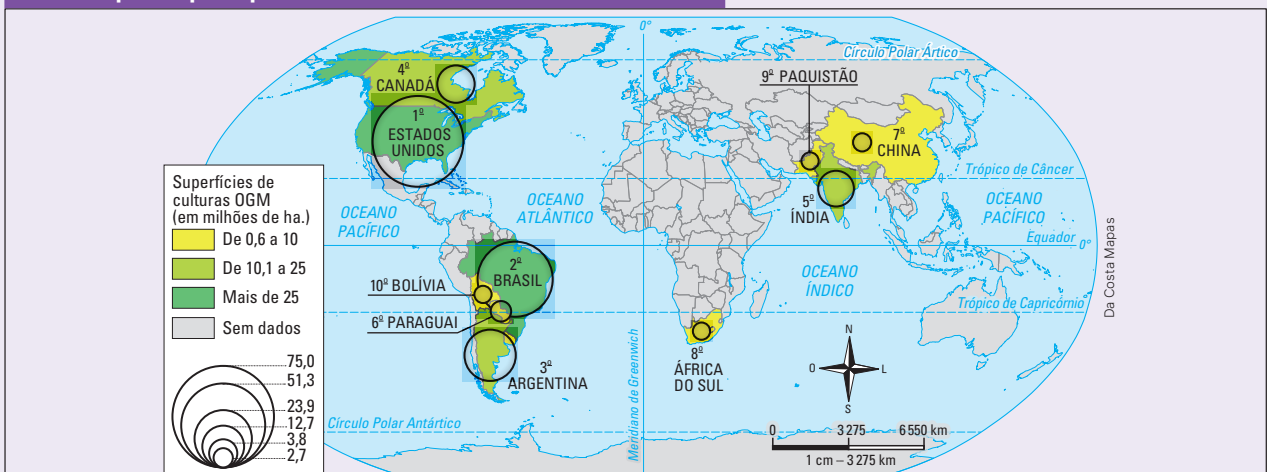 0°
Círculo Polar Ártico
4º
CANADÁ
9º PAQUISTÃO
1º
ESTADOS
UNIDOS
7º
CHINA
Trópico de Câncer
Superfícies de
culturas OGM
(em milhões de ha.)
De 0,6 a 10
De 10,1 a 25
Mais de 25
Sem dados
75,0
51,3
23,9
12,7
3,8
2,7
OCEANO
PACÍFICO
OCEANO
ATLÂNTICO
5º
ÍNDIA
OCEANO
PACÍFICO
Equador
0°
2º
BRASIL
10º BOLÍVIA
OCEANO
ÍNDICO
Trópico de Capricórnio
6º PARAGUAI
3º
ARGENTINA
8º
ÁFRICA
DO SUL
Meridiano de Greenwich
N
O
L
S
Círculo Polar Antártico
0
3 275
6 550 km
1 cm – 3 275 km
Da Costa Mapas